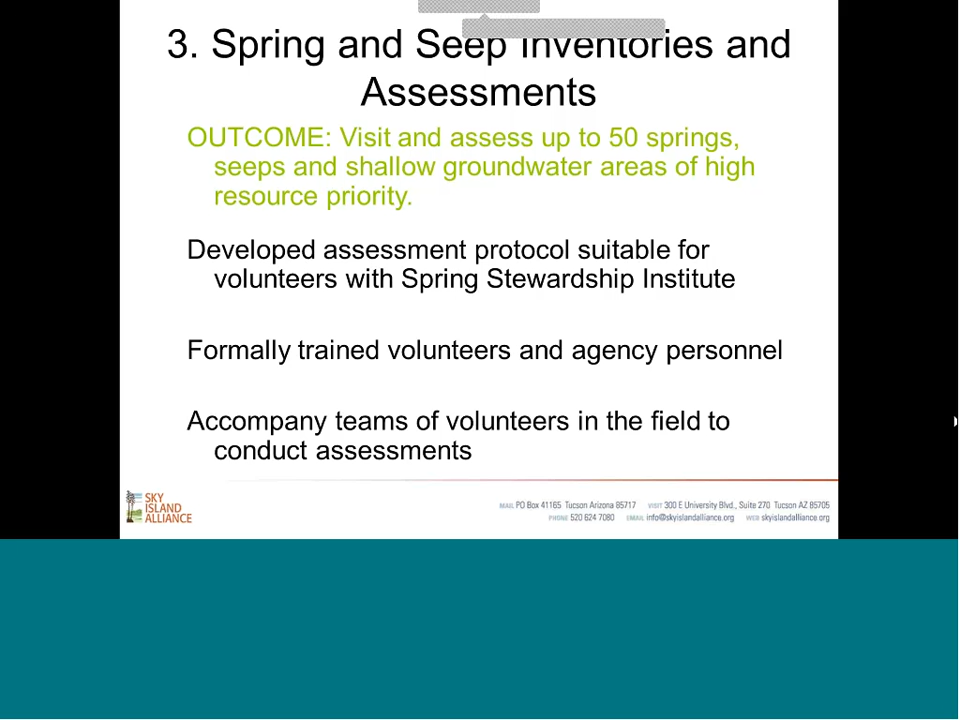 3. Spring and Seep Inventories and
Assessments
OUTCOME: Visit and assess up to 50 springs,
seeps and shallow groundwater areas of high
resource priority.
Developed assessment protocol suitable for
volunteers with Spring Stewardship Institute
Formally trained volunteers and agency personnel
Accompany teams of volunteers in the field to
conduct assessments
SKY
ISLAND
ALLIANCE
MAIL PO Box 41165 Tucson Arizona 85717 VISIT 300 E University Blvd., Suite 270 Tucson AZ 85705
PHONE 520 624 7080 EMAIL info@skyislandalliance.org WEB skyislandalliance.org